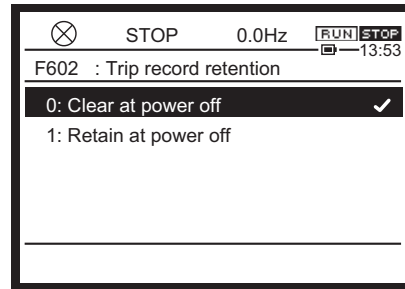 STOP 0.0Hz RUN STOP
13:53
F602 : Trip record retention
0: Clear at power off
1: Retain at power off